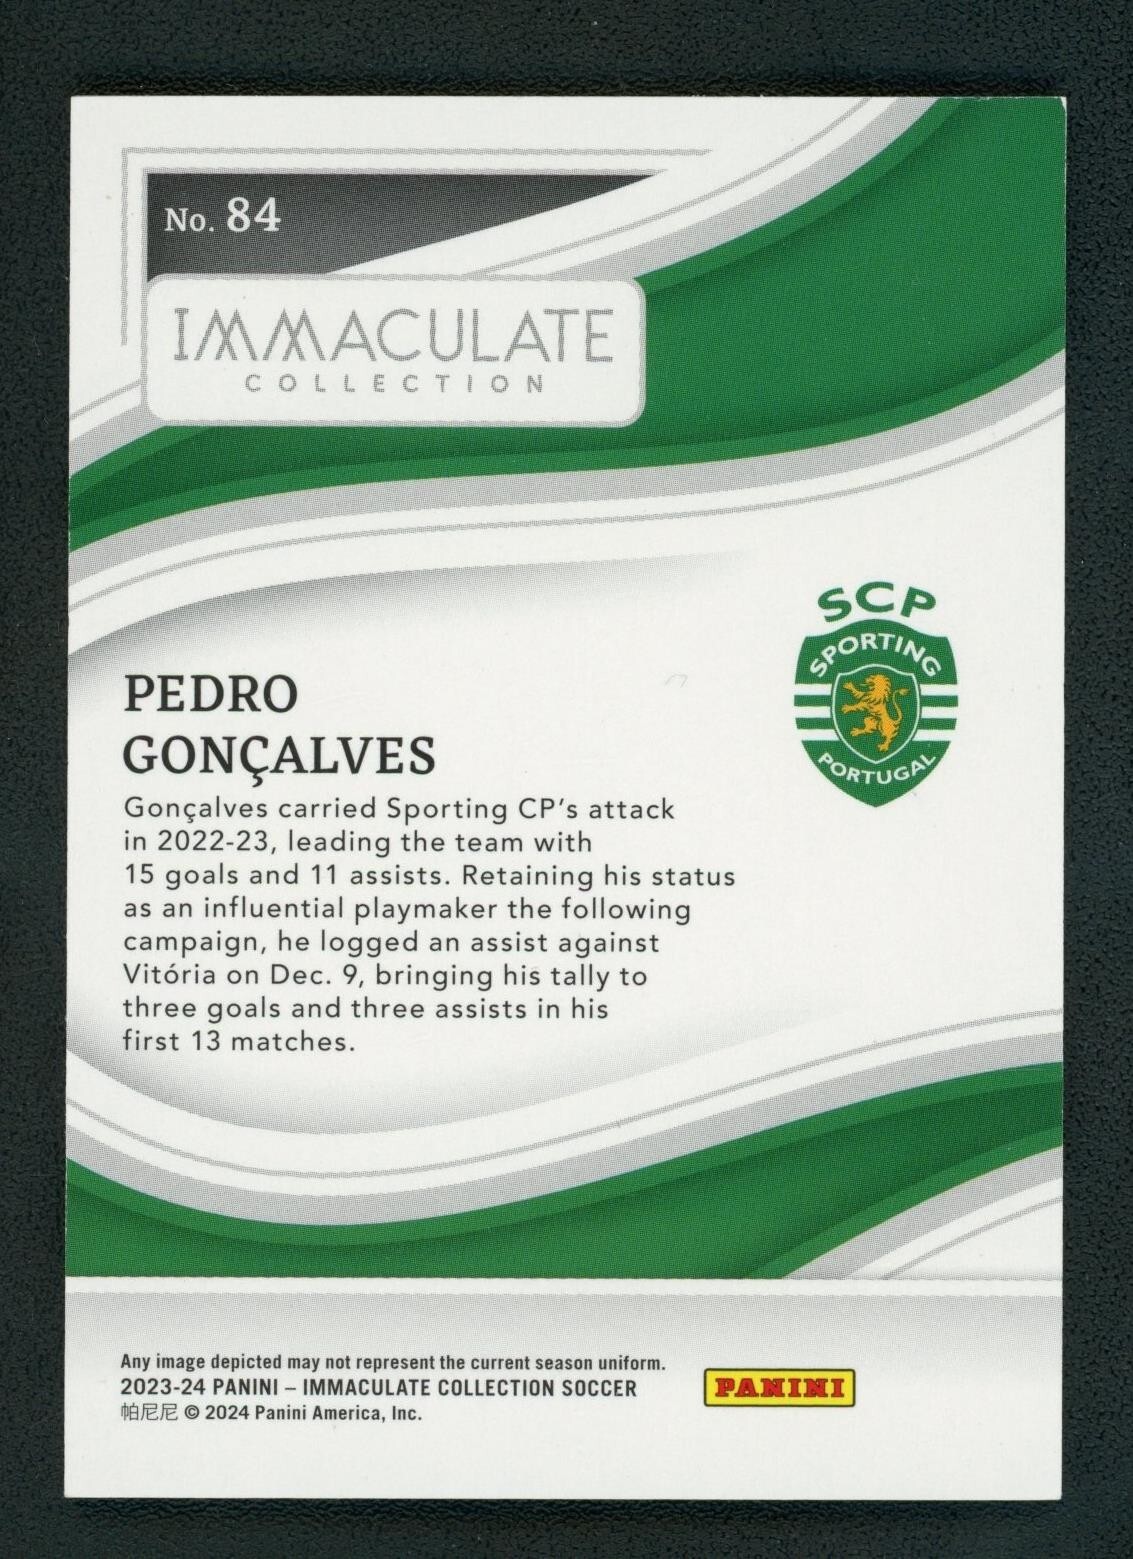 No. 84
IMMACULATE
COLLECTION
SCP
SPORTING
PORTUGAL
PEDRO
GONÇALVES
Gonçalves carried Sporting CP's attack
in 2022-23, leading the team with
15 goals and 11 assists. Retaining his status
as an influential playmaker the following
campaign, he logged an assist against
Vitória on Dec. 9, bringing his tally to
three goals and three assists in his
first 13 matches.
Any image depicted may not represent the current season uniform.
2023-24 PANINI – IMMACULATE COLLECTION SOCCER
帕尼尼 © 2024 Panini America, Inc.
PANINI